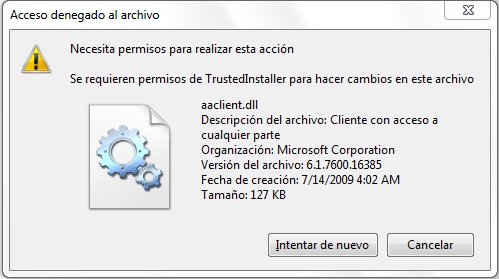 Acceso denegado al archivo
Necesita permisos para realizar esta acción
Se requieren permisos de TrustedInstaller para hacer cambios en este archivo
aaclient.dll
Descripción del archivo: Cliente con acceso a
cualquier parte
Organización: Microsoft Corporation
Versión del archivo: 6.1.7600.16385
Fecha de creación: 7/14/2009 4:02 AM
Tamaño: 127 KB
Intentar de nuevo
Cancelar